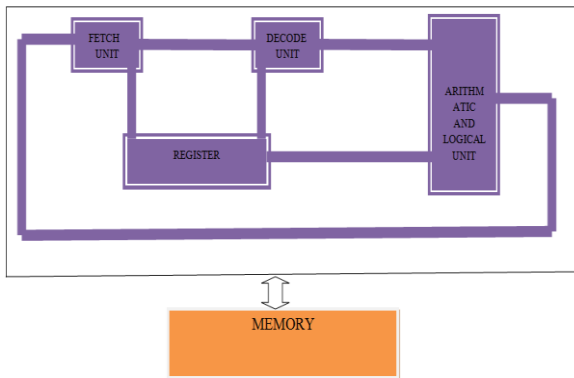 FETCH
UNIT
DECODE
UNIT
ARITHM
ATIC
AND
LOGICAL
UNIT
REGISTER
MEMORY